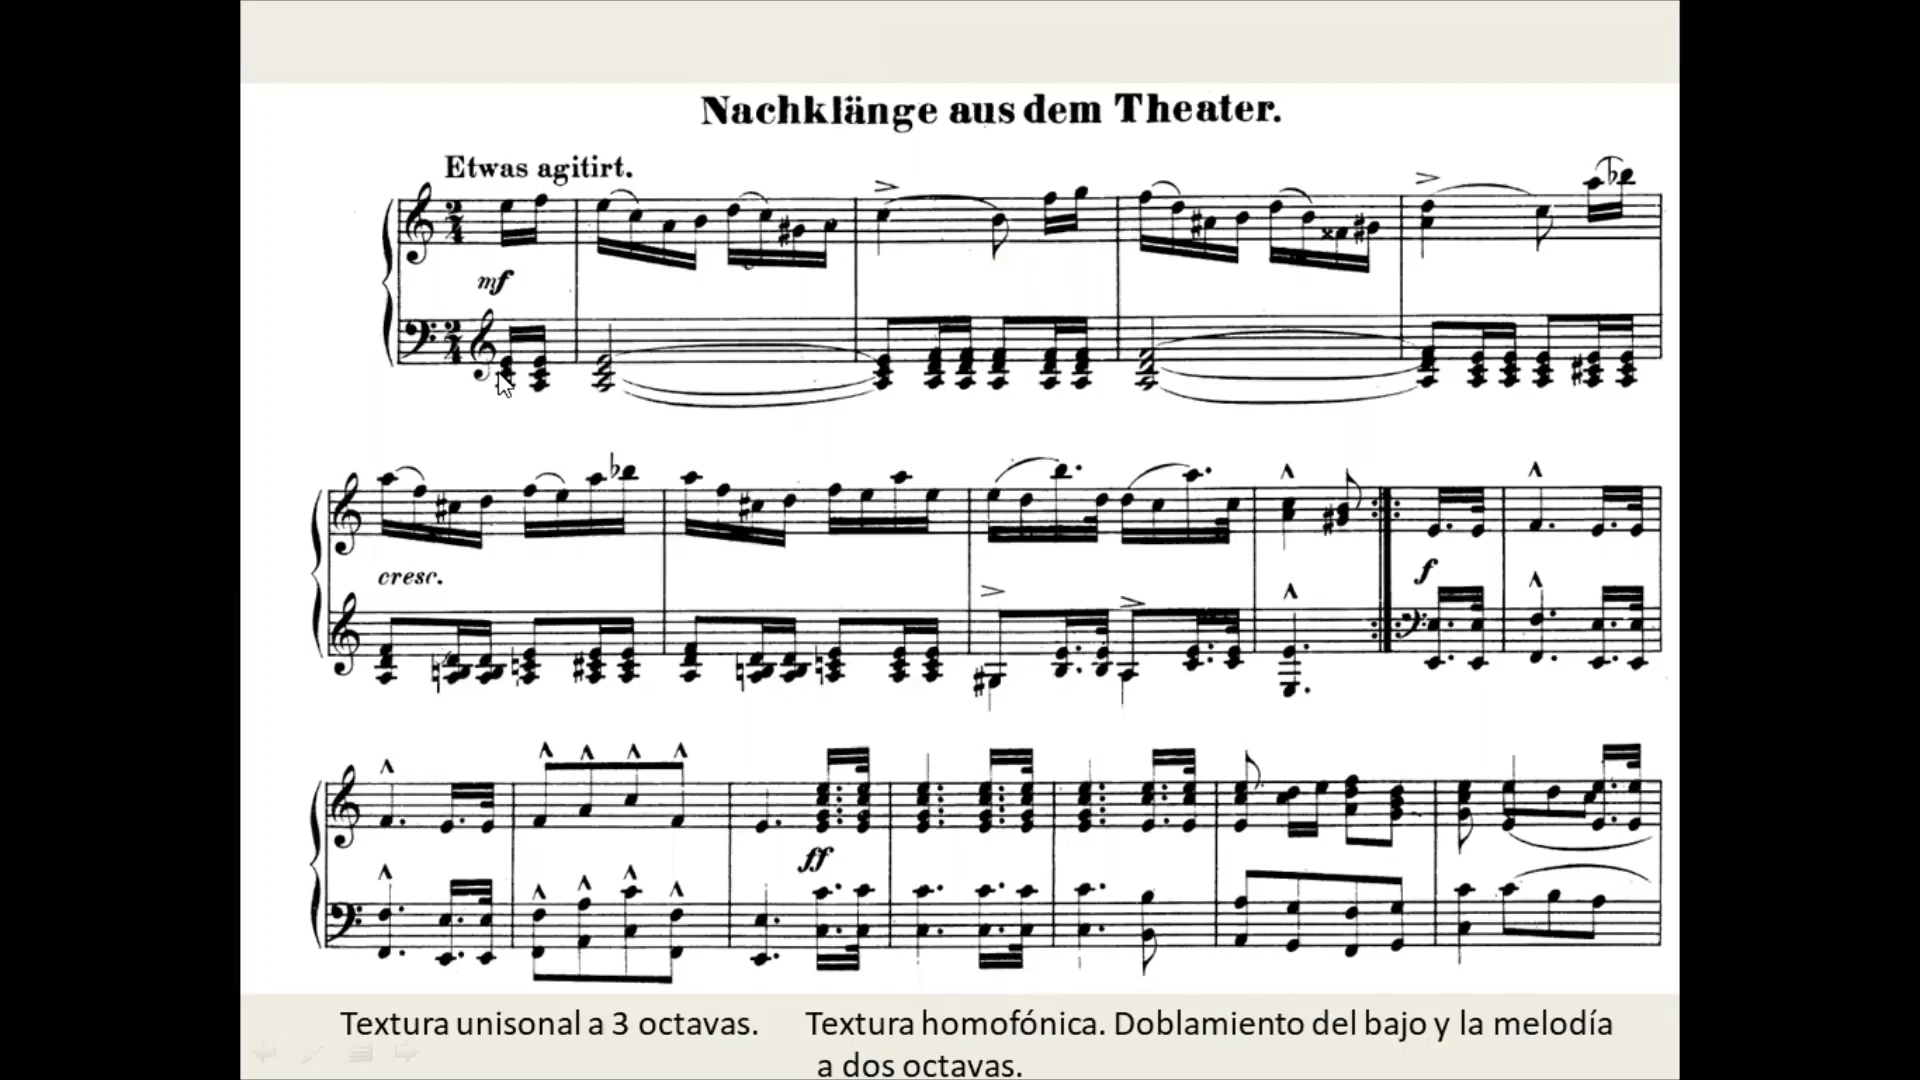 Nachklänge aus dem Theater.
Etwas agitirt.
mf
cresc.
f
ff
Textura unisonal a 3 octavas. Textura homofónica. Doblamiento del bajo y la melodía
a dos octavas.